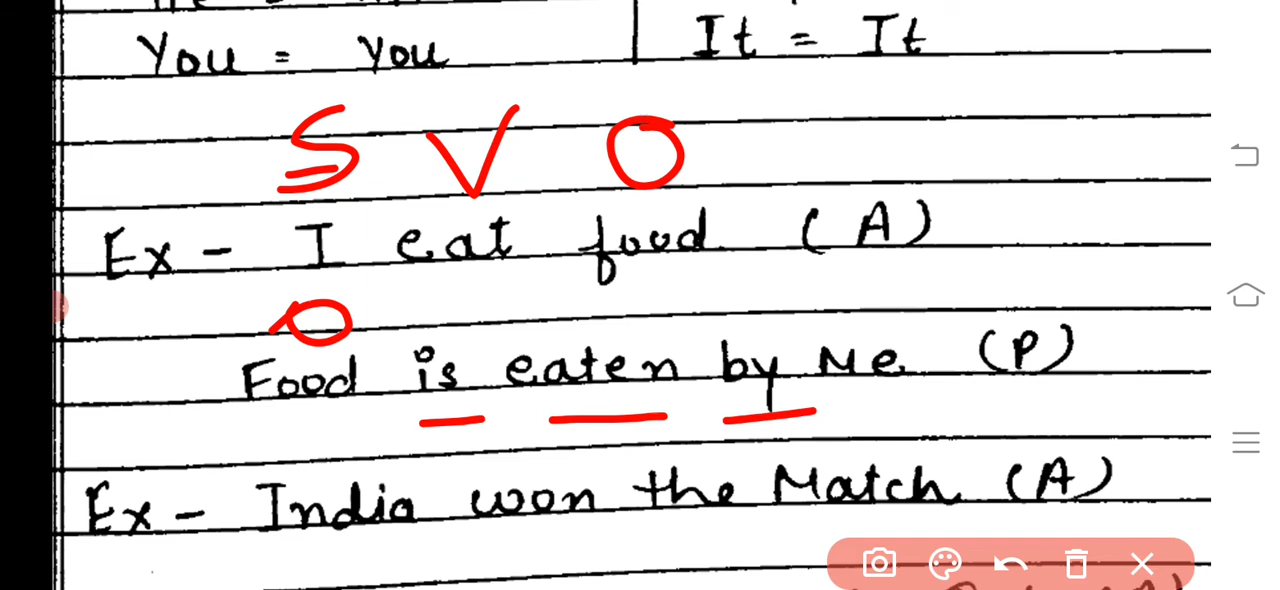 You = You
It = It
S V O
Ex - I eat food (A)
O
Food is eaten by Me (P)
Ex - India won the Match (A)